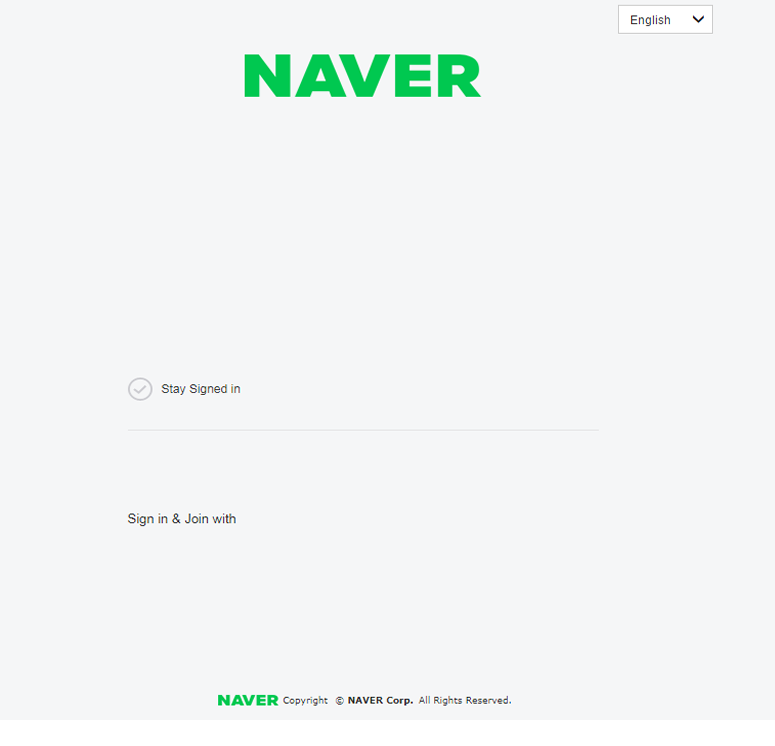 English
NAVER
Stay Signed in
Sign in & Join with
NAVER Copyright © NAVER Corp. All Rights Reserved.